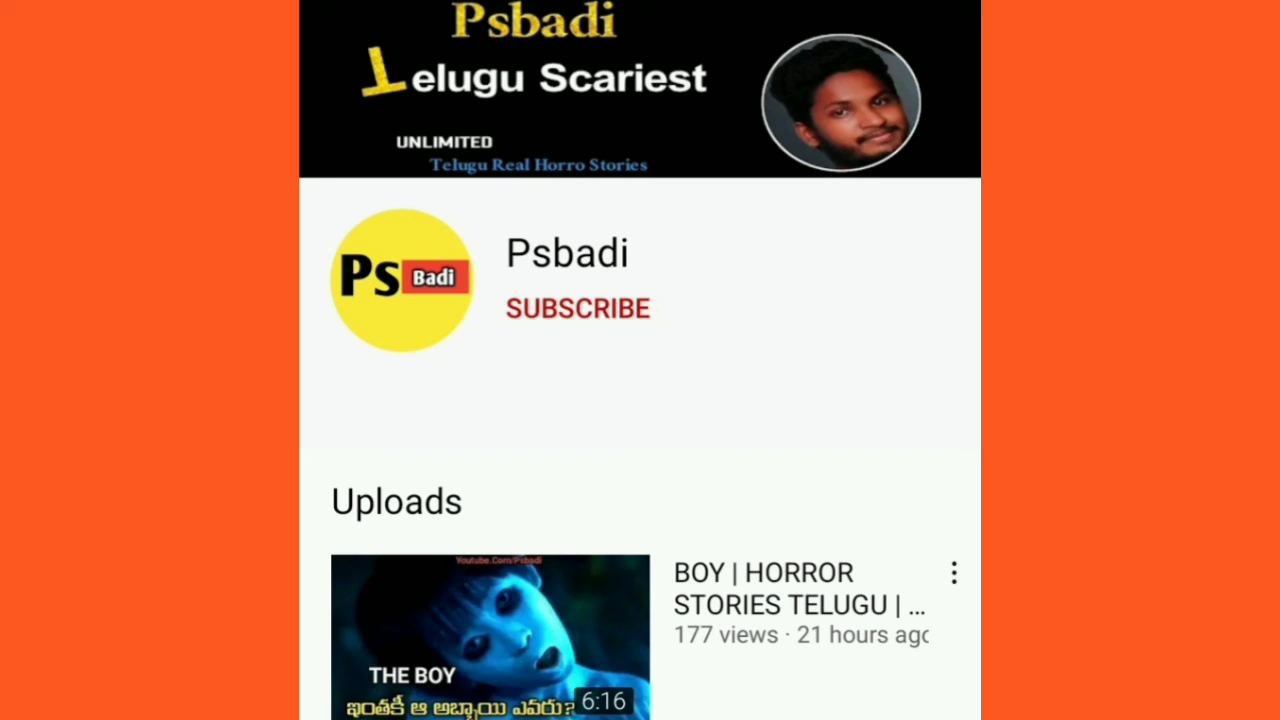 Psbadi
Telugu Scariest
UNLIMITED
Telugu Real Horro Stories
Ps Badi
Psbadi
SUBSCRIBE
Uploads
Youtube.Com/Psbadi
BOY | HORROR
STORIES TELUGU | ...
177 views · 21 hours ago
THE BOY
ఇంతకీ ఆ అబ్బాయి ఎవరు?
6:16